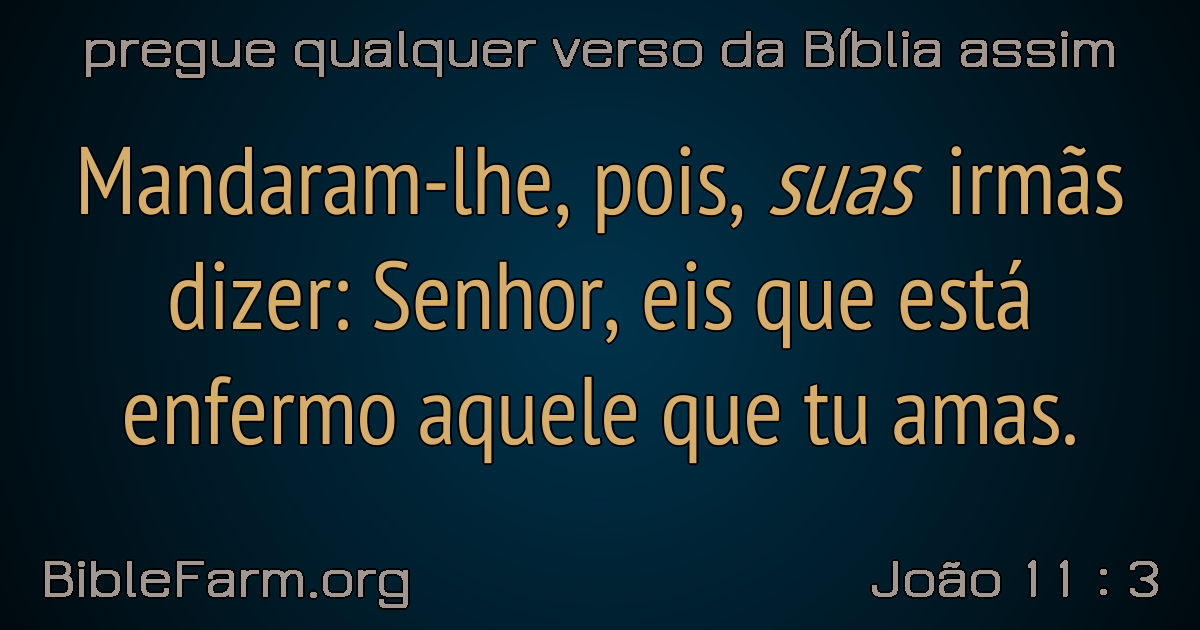 pregue qualquer verso da Bíblia assim
Mandaram-lhe, pois, suas irmãs
dizer: Senhor, eis que está
enfermo aquele que tu amas.
BibleFarm.org
João 11 : 3